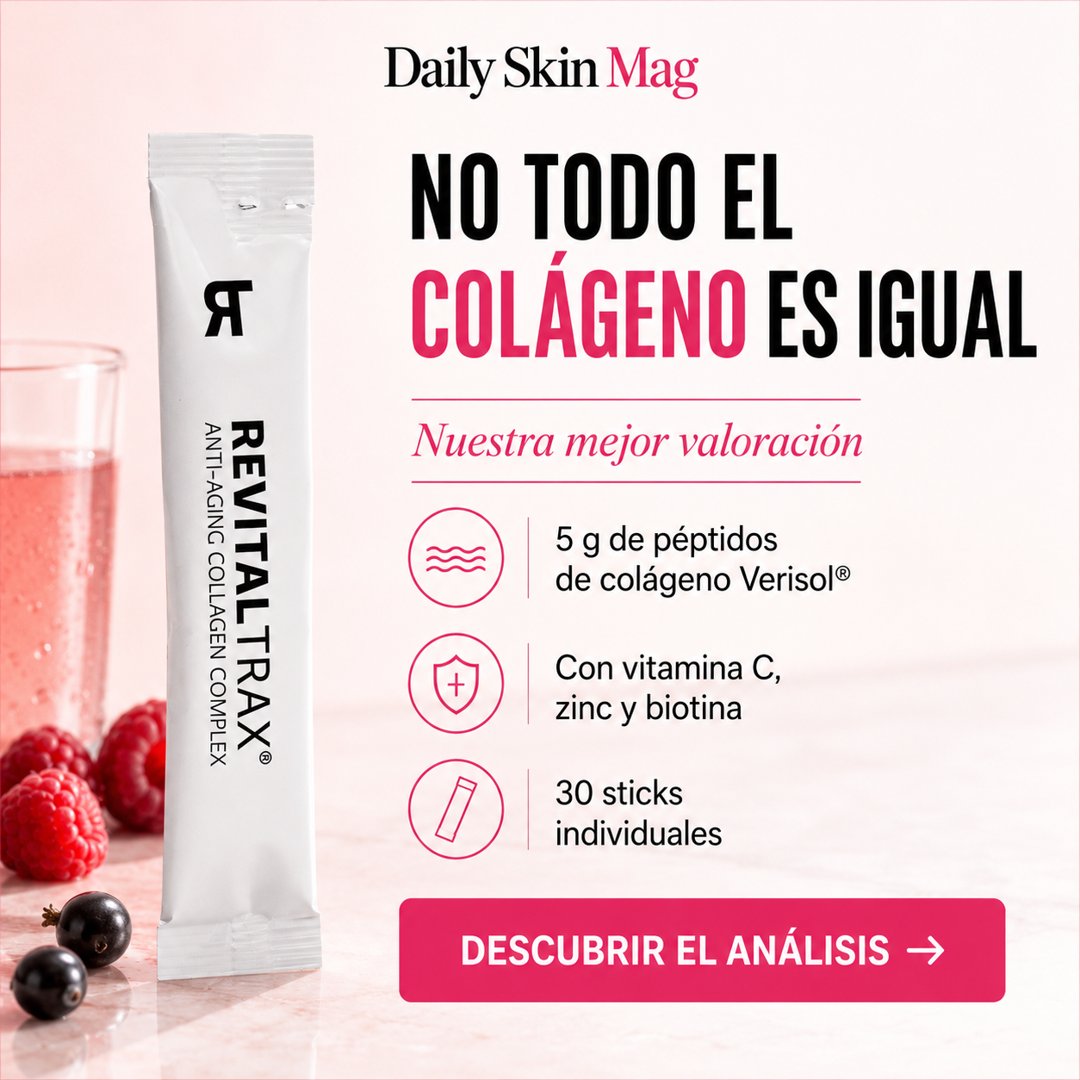 Daily Skin Mag
NO TODO EL
COLÁGENO ES IGUAL
Nuestra mejor valoración
5 g de péptidos
de colágeno Verisol®
Con vitamina C,
zinc y biotina
30 sticks
individuales
DESCUBRIR EL ANÁLISIS →
REVITALTRAX®
ANTI-AGING COLLAGEN COMPLEX